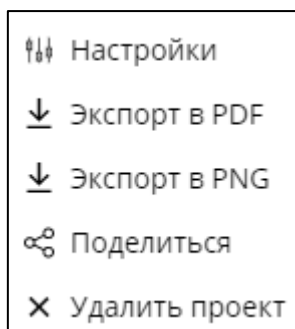 Настройки
Экспорт в PDF
Экспорт в PNG
Поделиться
Удалить проект